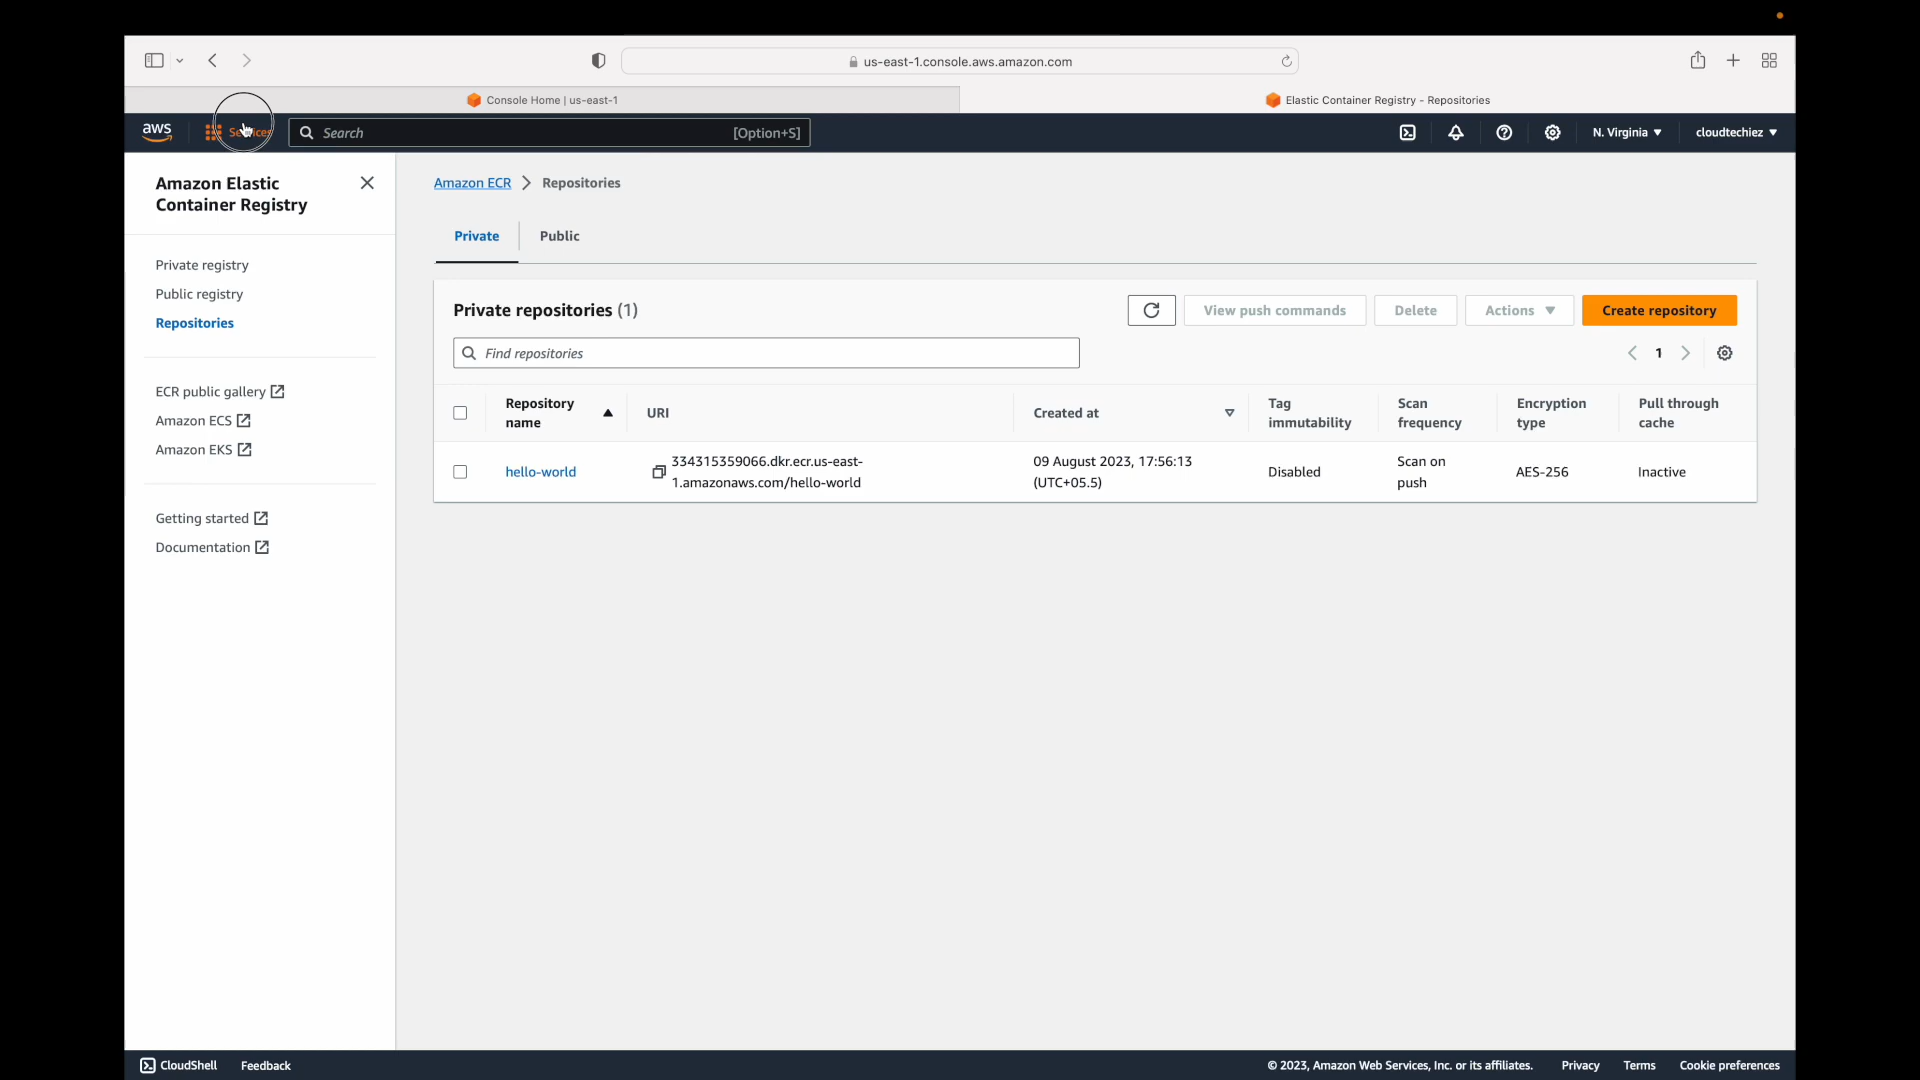 us-east-1.console.aws.amazon.com
Console Home | us-east-1
Elastic Container Registry - Repositories
aws
Services
Search
[Option+S]
N. Virginia
cloudtechiez
Amazon Elastic
Container Registry
Private registry
Public registry
Repositories
ECR public gallery
Amazon ECS
Amazon EKS
Getting started
Documentation
Amazon ECR
Repositories
Private
Public
Private repositories (1)
View push commands
Delete
Actions
Create repository
Find repositories
1
Repository
name
URI
Created at
Tag
immutability
Scan
frequency
Encryption
type
Pull through
cache
hello-world
334315359066.dkr.ecr.us-east-
1.amazonaws.com/hello-world
09 August 2023, 17:56:13
(UTC+05.5)
Disabled
Scan on
push
AES-256
Inactive
CloudShell
Feedback
© 2023, Amazon Web Services, Inc. or its affiliates.
Privacy
Terms
Cookie preferences